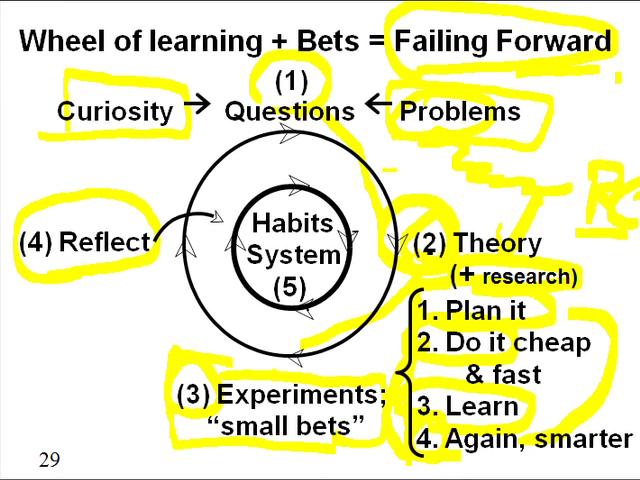 Wheel of learning + Bets = Failing Forward
(1)
Curiosity Questions Problems
(4) Reflect
Habits
System
(5)
(2) Theory
(+ research)
1. Plan it
2. Do it cheap
& fast
3. Learn
4. Again, smarter
(3) Experiments;
“small bets”
29